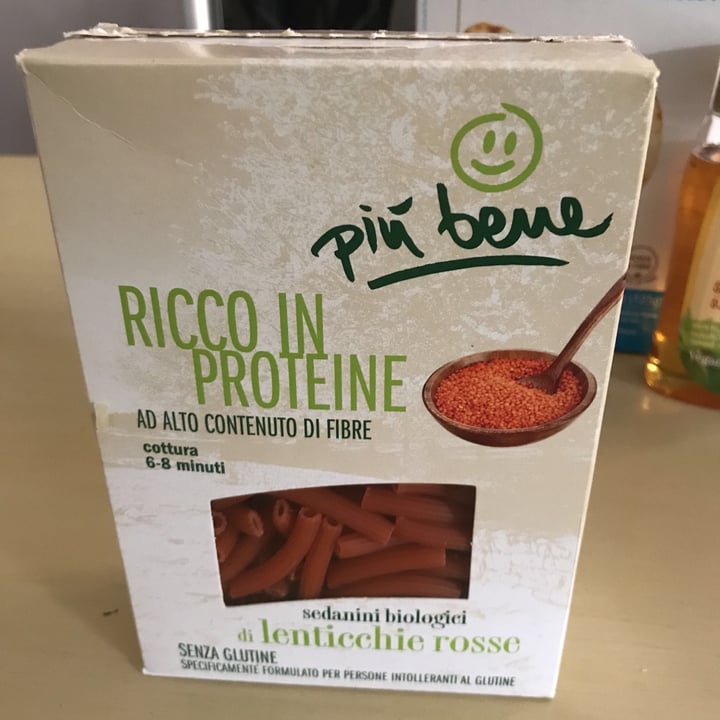 più bene
RICCO IN
PROTEINE
AD ALTO CONTENUTO DI FIBRE
cottura
6-8 minuti
sedanini biologici
di lenticchie rosse
SENZA GLUTINE
SPECIFICAMENTE FORMULATO PER PERSONE INTOLLERANTI AL GLUTINE